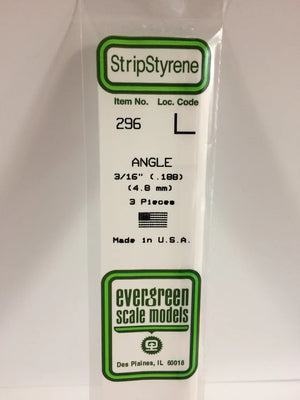 StripStyrene
Item No. Loc. Code
296 L
ANGLE
3/16" (.188)
(4.8 mm)
3 Pieces
Made in U.S.A.
evergreen
scale models
Des Plaines, IL 60018